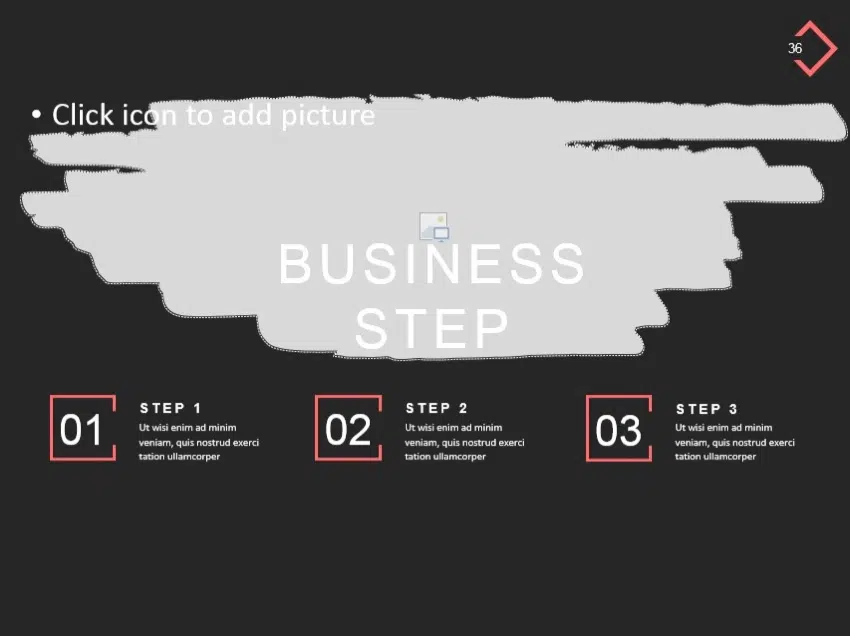 36
• Click icon to add picture
BUSINESS
STEP
01
STEP 1
Ut wisi enim ad minim
veniam, quis nostrud exerci
tation ullamcorper
02
STEP 2
Ut wisi enim ad minim
veniam, quis nostrud exerci
tation ullamcorper
03
STEP 3
Ut wisi enim ad minim
veniam, quis nostrud exerci
tation ullamcorper